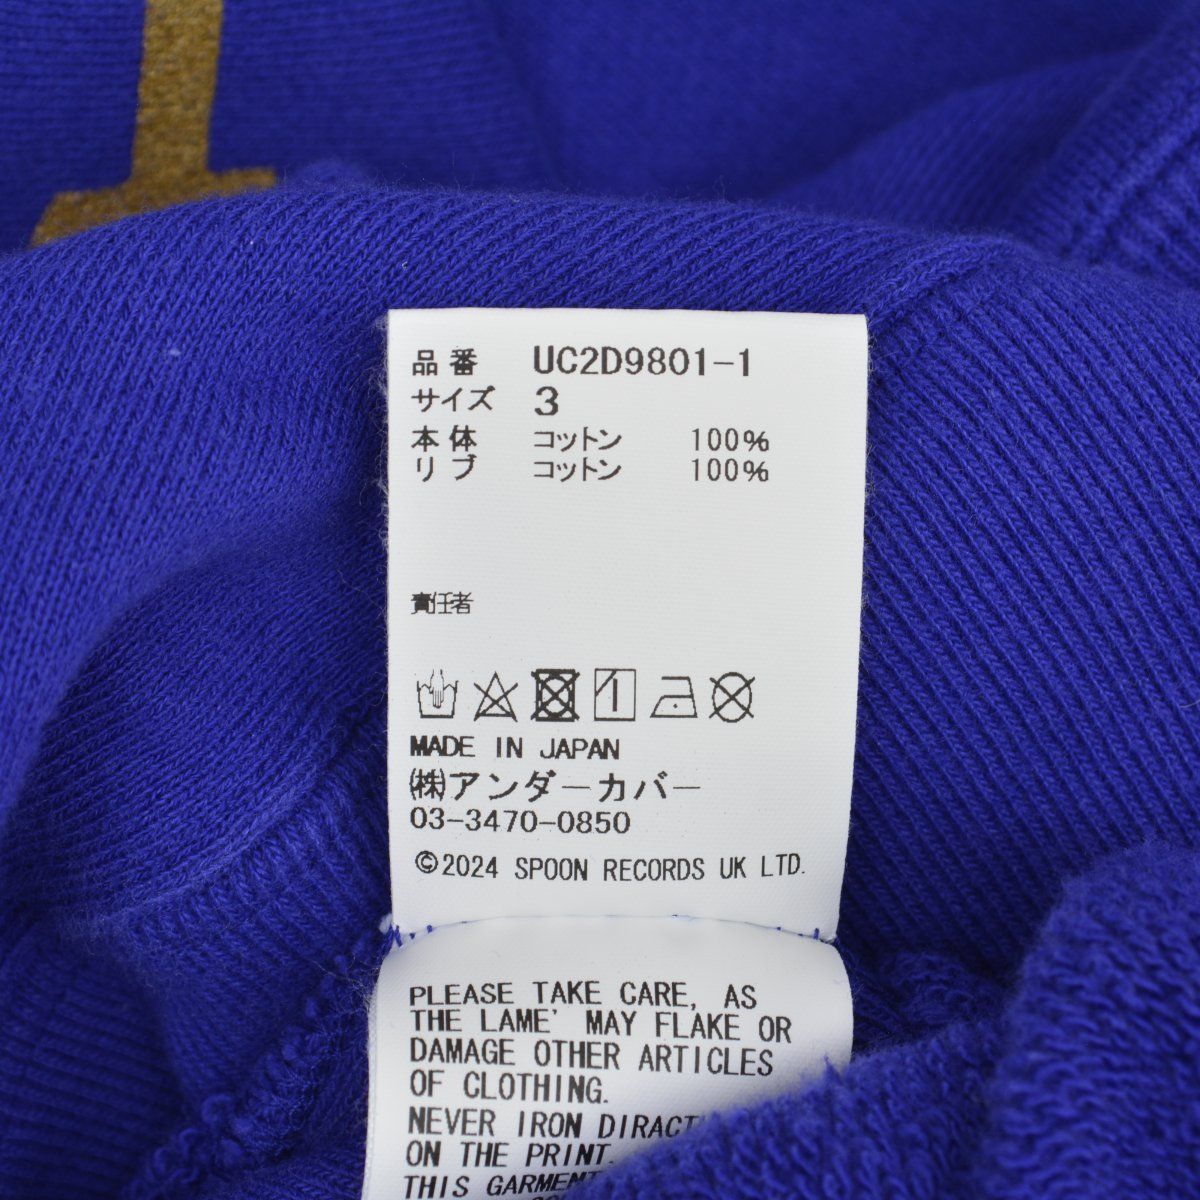 品番 UC2D9801-1
サイズ 3
本体 コットン 100%
リブ コットン 100%
責任者
MADE IN JAPAN
㈱アンダーカバー
03-3470-0850
©2024 SPOON RECORDS UK LTD.
PLEASE TAKE CARE, AS
THE LAME' MAY FLAKE OR
DAMAGE OTHER ARTICLES
OF CLOTHING.
NEVER IRON DIRACT
ON THE PRINT.
THIS GARMENT